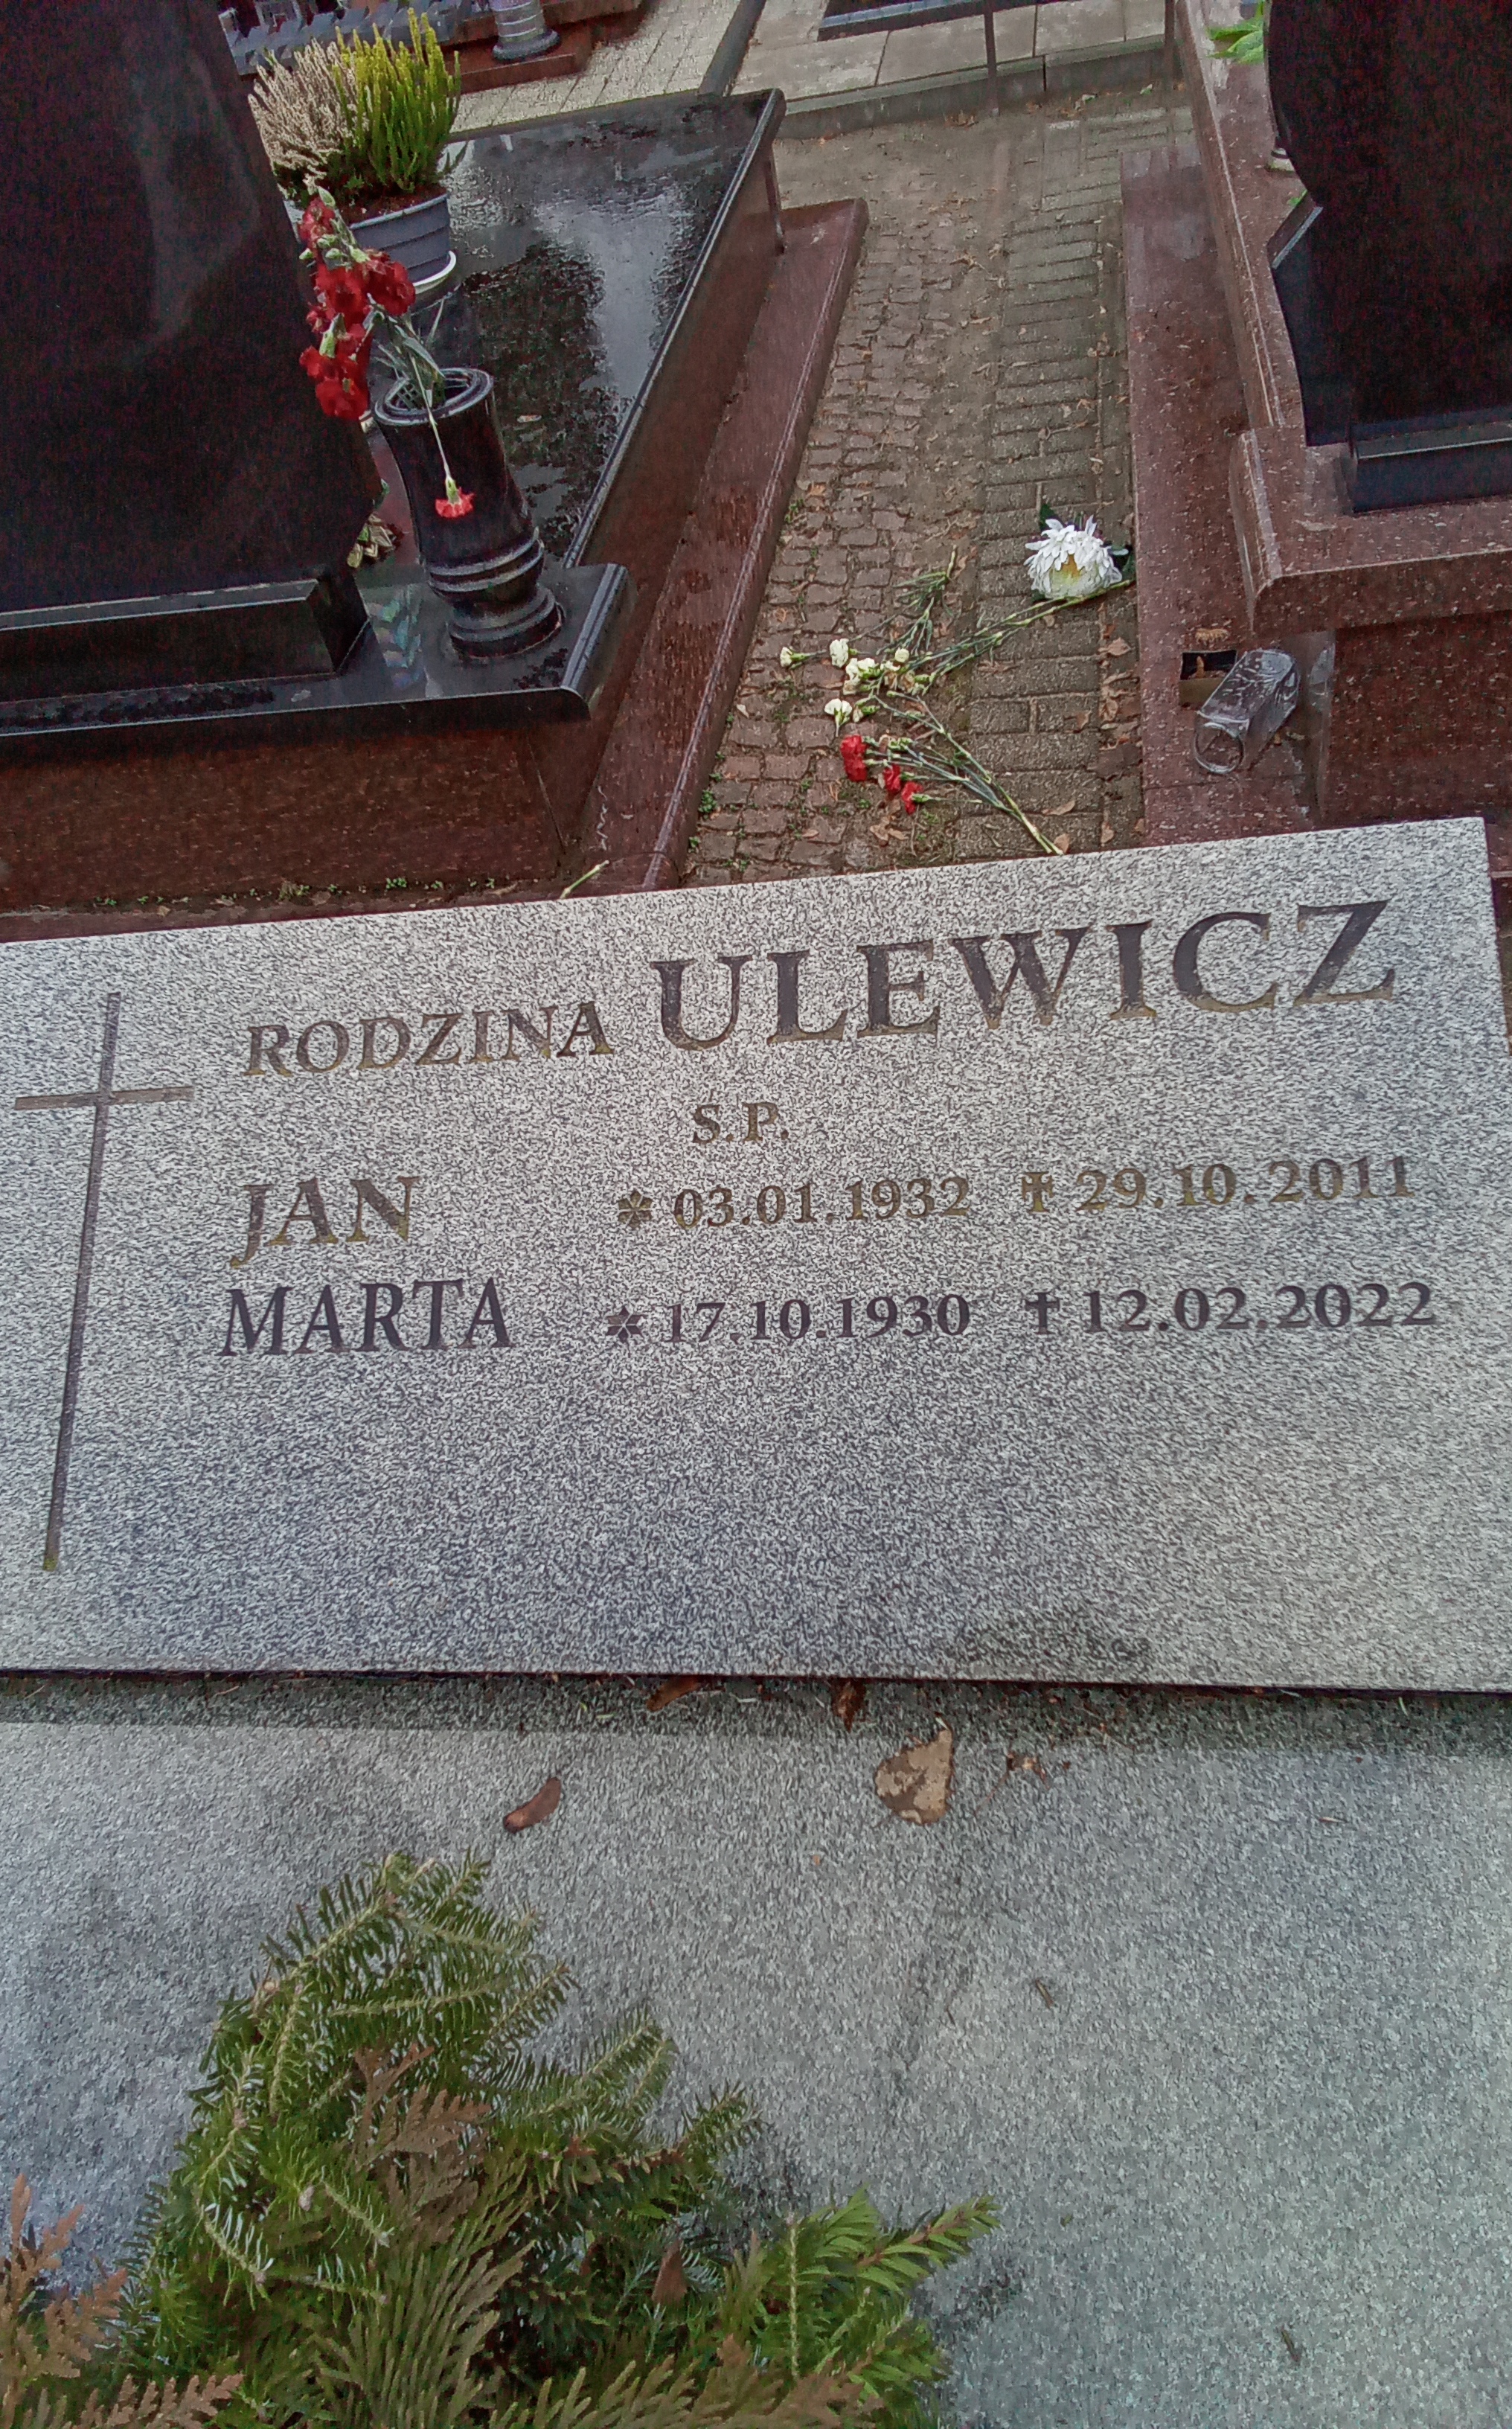 RODZINA ULEWICZ
S.P.
JAN * 03.01.1932 ✝ 29.10.2011
MARTA * 17.10.1930 ✝ 12.02.2022